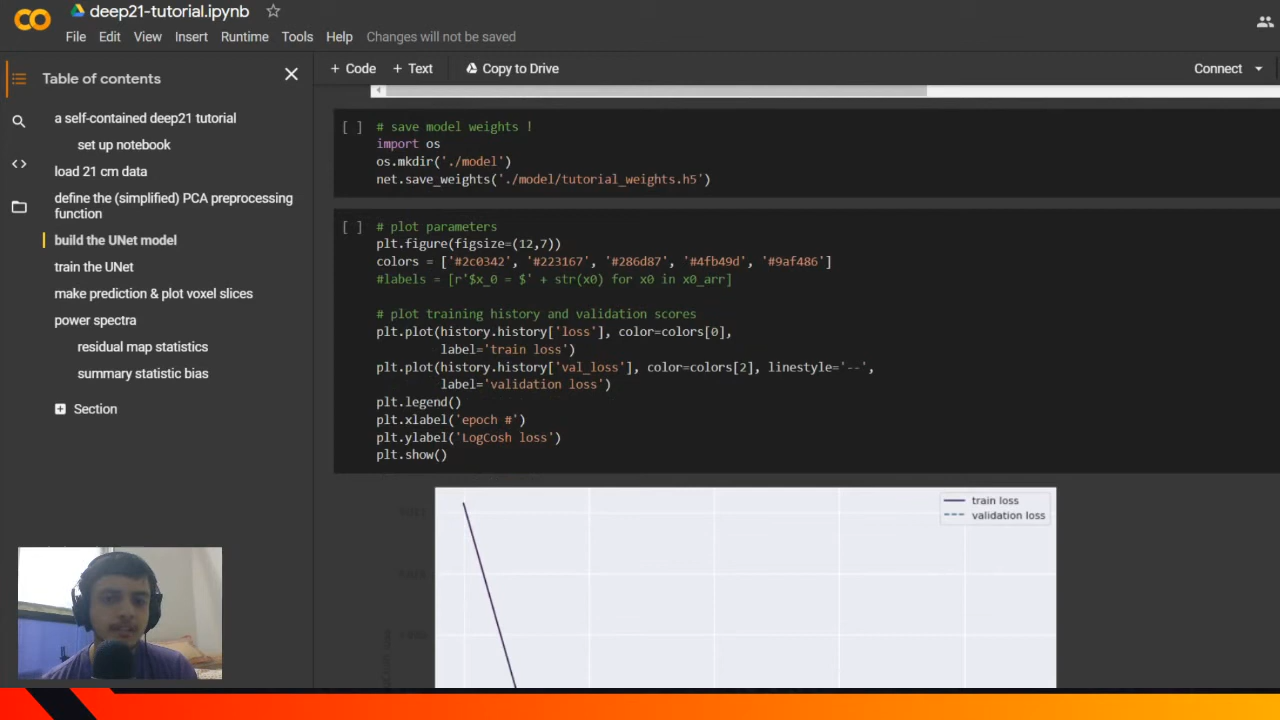 deep21-tutorial.ipynb
File Edit View Insert Runtime Tools Help Changes will not be saved
Table of contents
+ Code + Text Copy to Drive
Connect
a self-contained deep21 tutorial
set up notebook
load 21 cm data
define the (simplified) PCA preprocessing
function
build the UNet model
train the UNet
make prediction & plot voxel slices
power spectra
residual map statistics
summary statistic bias
Section
[ ] # save model weights !
import os
os.mkdir('./model')
net.save_weights('./model/tutorial_weights.h5')
[ ] # plot parameters
plt.figure(figsize=(12,7))
colors = ['#2c0342', '#223167', '#286d87', '#4fb49d', '#9af486']
#labels = [r'$x_0 = $' + str(x0) for x0 in x0_arr]
# plot training history and validation scores
plt.plot(history.history['loss'], color=colors[0],
label='train loss')
plt.plot(history.history['val_loss'], color=colors[2], linestyle='--',
label='validation loss')
plt.legend()
plt.xlabel('epoch #')
plt.ylabel('LogCosh loss')
plt.show()
train loss
validation loss